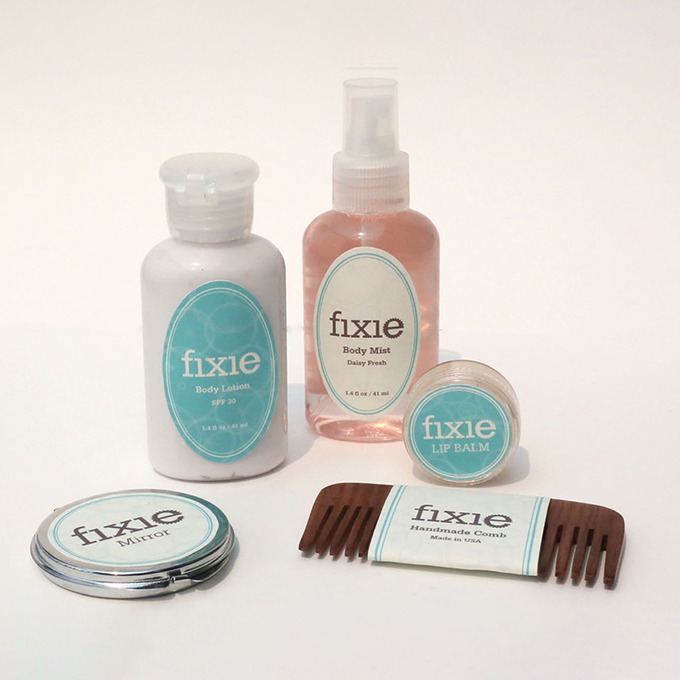 fixie
Body Lotion
SPF 20
1.4 fl oz / 41 ml
fixie
Body Mist
Daisy Fresh
1.4 fl oz / 41 ml
fixie
LIP BALM
fixie
Mirror
fixie
Handmade Comb
Made in USA